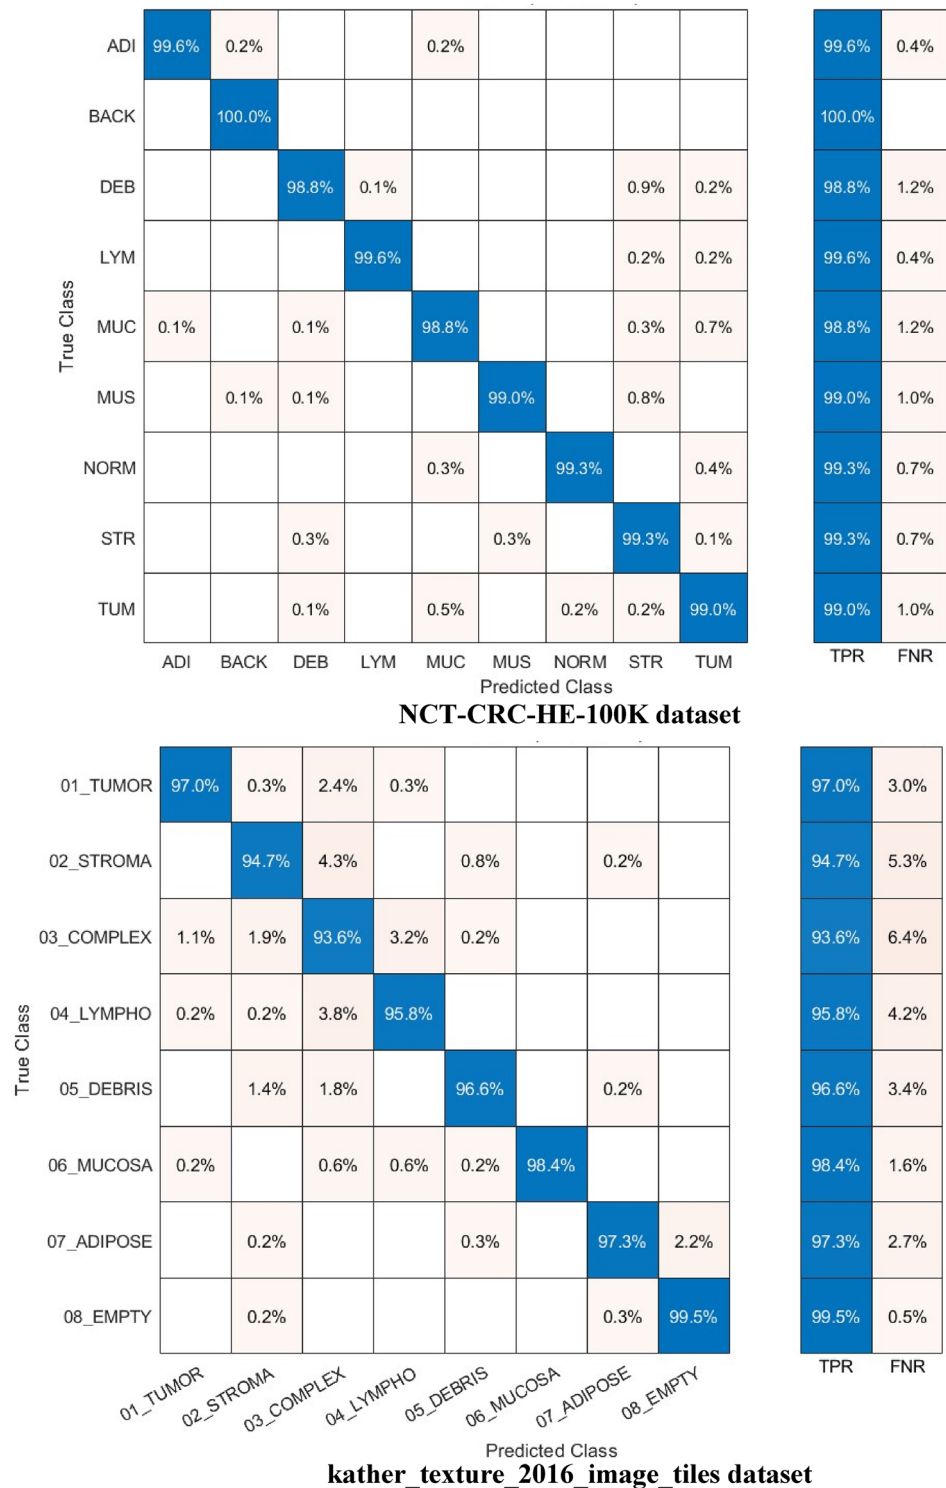 ADI 99.6% 0.2% 0.2% 99.6% 0.4%
BACK 100.0% 100.0%
DEB 98.8% 0.1% 0.9% 0.2% 98.8% 1.2%
LYM 99.6% 0.2% 0.2% 99.6% 0.4%
MUC 0.1% 0.1% 98.8% 0.3% 0.7% 98.8% 1.2%
MUS 0.1% 0.1% 99.0% 0.8% 99.0% 1.0%
NORM 0.3% 99.3% 0.4% 99.3% 0.7%
STR 0.3% 0.3% 99.3% 0.1% 99.3% 0.7%
TUM 0.1% 0.5% 0.2% 0.2% 99.0% 99.0% 1.0%
True Class
ADI BACK DEB LYM MUC MUS NORM STR TUM TPR FNR
Predicted Class
NCT-CRC-HE-100K dataset
01_TUMOR 97.0% 0.3% 2.4% 0.3% 97.0% 3.0%
02_STROMA 94.7% 4.3% 0.8% 0.2% 94.7% 5.3%
03_COMPLEX 1.1% 1.9% 93.6% 3.2% 0.2% 93.6% 6.4%
04_LYMPHO 0.2% 0.2% 3.8% 95.8% 95.8% 4.2%
05_DEBRIS 1.4% 1.8% 96.6% 0.2% 96.6% 3.4%
06_MUCOSA 0.2% 0.6% 0.6% 0.2% 98.4% 98.4% 1.6%
07_ADIPOSE 0.2% 0.3% 97.3% 2.2% 97.3% 2.7%
08_EMPTY 0.2% 0.3% 99.5% 99.5% 0.5%
True Class
01_TUMOR 02_STROMA 03_COMPLEX 04_LYMPHO 05_DEBRIS 06_MUCOSA 07_ADIPOSE 08_EMPTY TPR FNR
Predicted Class
kather_texture_2016_image_tiles dataset